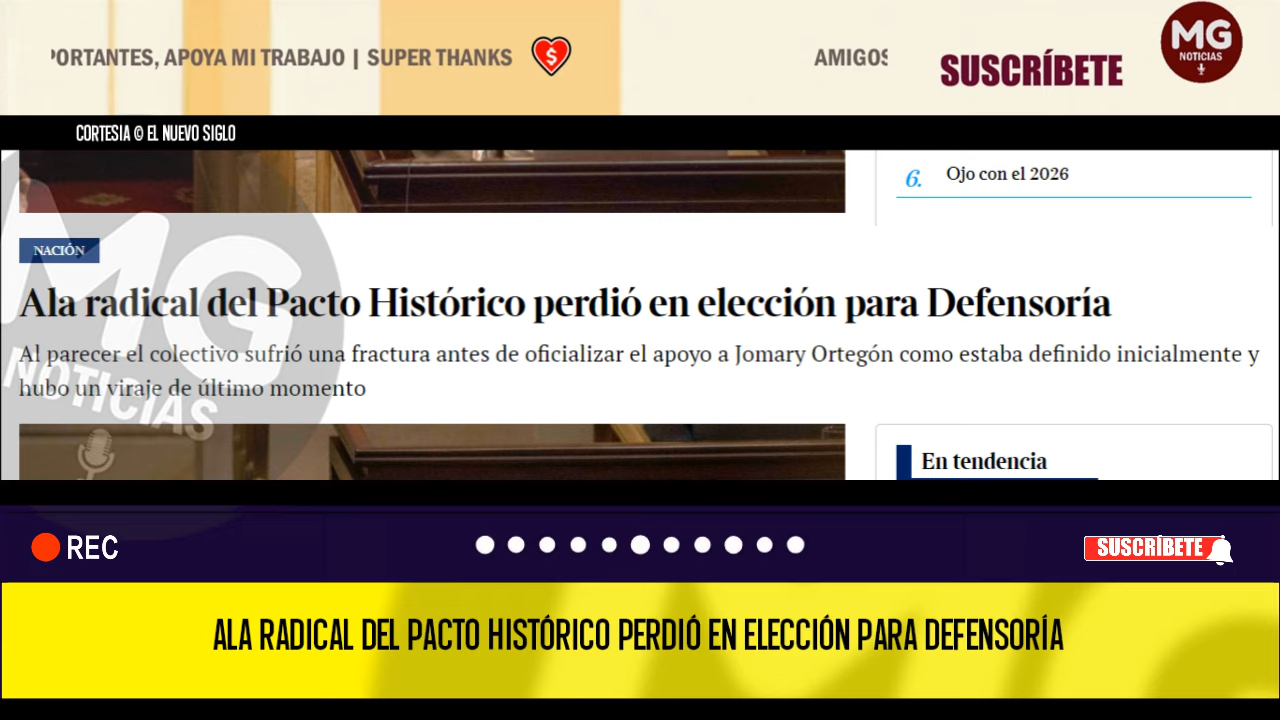 PORTANTES, APOYA MI TRABAJO | SUPER THANKS
AMIGOS
SUSCRÍBETE
MG
NOTICIAS
CORTESIA © EL NUEVO SIGLO
6. Ojo con el 2026
NACIÓN
Ala radical del Pacto Histórico perdió en elección para Defensoría
Al parecer el colectivo sufrió una fractura antes de oficializar el apoyo a Jomary Ortegón como estaba definido inicialmente y
hubo un viraje de último momento
MG
NOTICIAS
En tendencia
REC
SUSCRÍBETE
ALA RADICAL DEL PACTO HISTÓRICO PERDIÓ EN ELECCIÓN PARA DEFENSORÍA